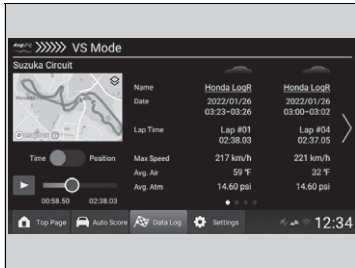 VS Mode
Suzuka Circuit
Name Honda LogR Honda LogR
Date 2022/01/26 2022/01/26
03:23-03:26 03:00-03:02
Lap Time Lap #01 Lap #04
02'38.03 02'37.05
Time Position
Max Speed 217 km/h 221 km/h
Avg. Air 59 °F 32 °F
Avg. Atm 14.60 psi 14.60 psi
00:58.50 02:38.03
Top Page Auto Score Data Log Settings 12:34